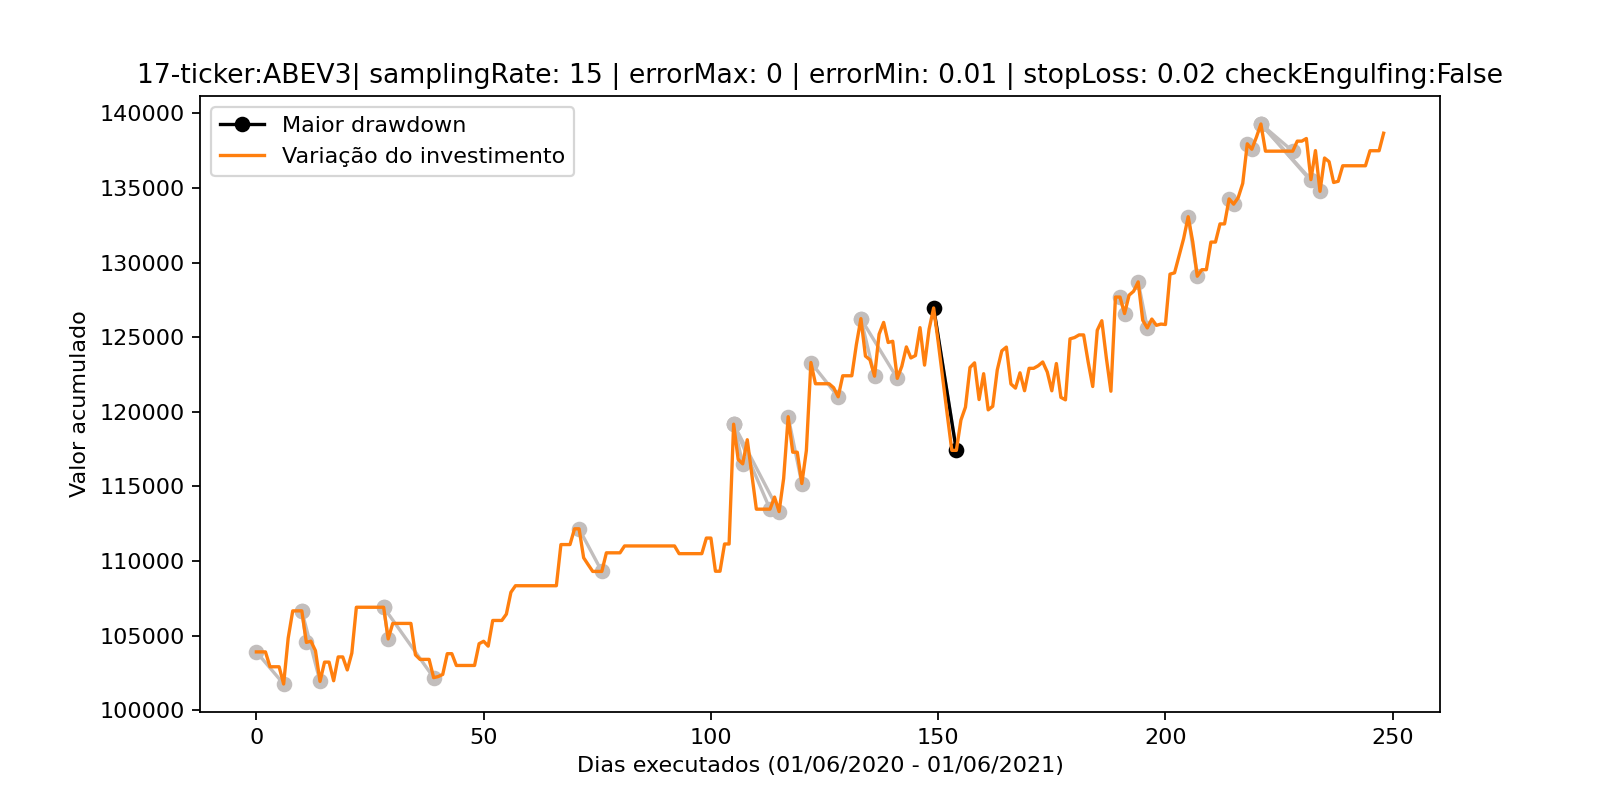 17-ticker:ABEV3| samplingRate: 15 | errorMax: 0 | errorMin: 0.01 | stopLoss: 0.02 checkEngulfing:False
Maior drawdown
Variação do investimento
Valor acumulado
140000
135000
130000
125000
120000
115000
110000
105000
100000
0 50 100 150 200 250
Dias executados (01/06/2020 - 01/06/2021)